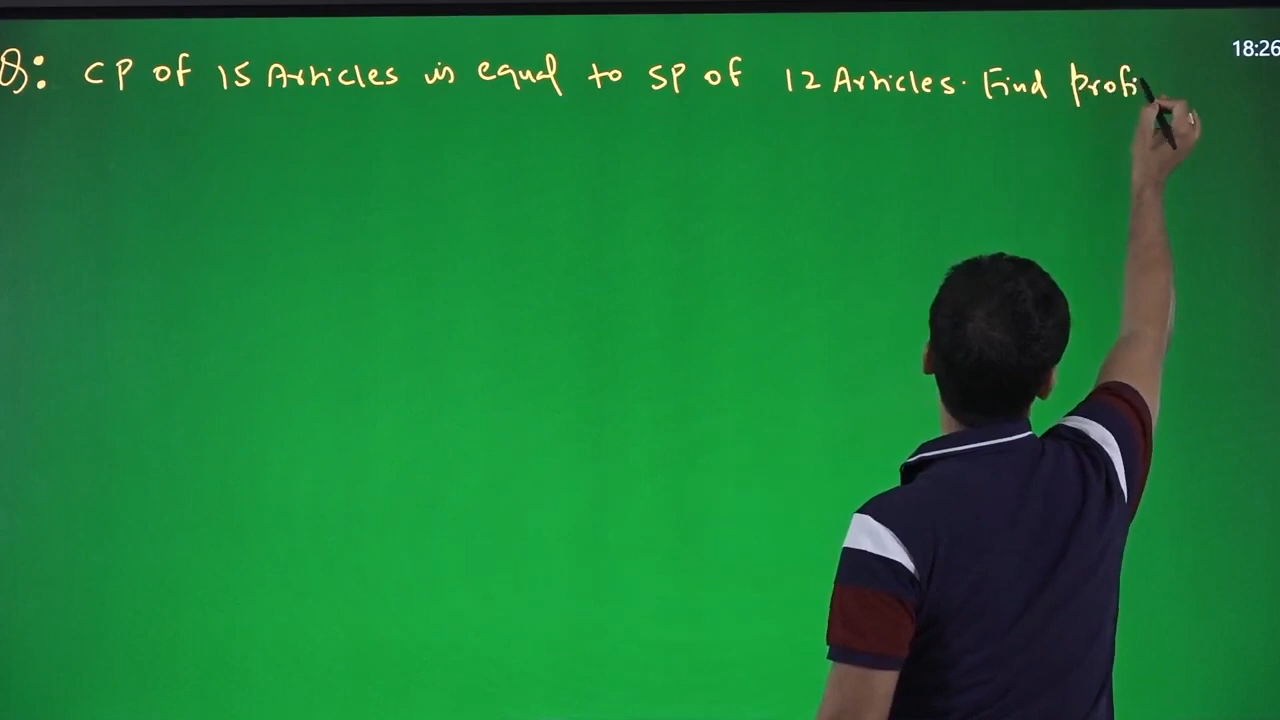 18:26
Q: CP of 15 Articles is equal to SP of 12 Articles. Find profi